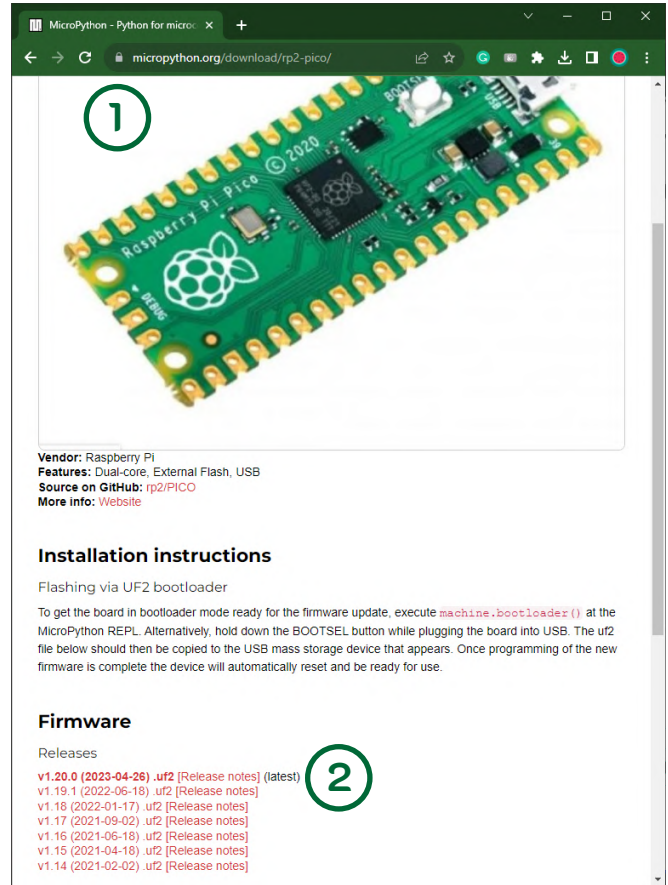 MicroPython - Python for microc
micropython.org/download/rp2-pico/
1
BOOTSEL
USB
39
Raspberry Pi Pico © 2020
DEBUG
Vendor: Raspberry Pi
Features: Dual-core, External Flash, USB
Source on GitHub: rp2/PICO
More info: Website
Installation instructions
Flashing via UF2 bootloader
To get the board in bootloader mode ready for the firmware update, execute machine.bootloader() at the
MicroPython REPL. Alternatively, hold down the BOOTSEL button while plugging the board into USB. The uf2
file below should then be copied to the USB mass storage device that appears. Once programming of the new
firmware is complete the device will automatically reset and be ready for use.
Firmware
Releases
v1.20.0 (2023-04-26) .uf2 [Release notes] (latest)
2
v1.19.1 (2022-06-18) .uf2 [Release notes]
v1.18 (2022-01-17) .uf2 [Release notes]
v1.17 (2021-09-02) .uf2 [Release notes]
v1.16 (2021-06-18) .uf2 [Release notes]
v1.15 (2021-04-18) .uf2 [Release notes]
v1.14 (2021-02-02) .uf2 [Release notes]